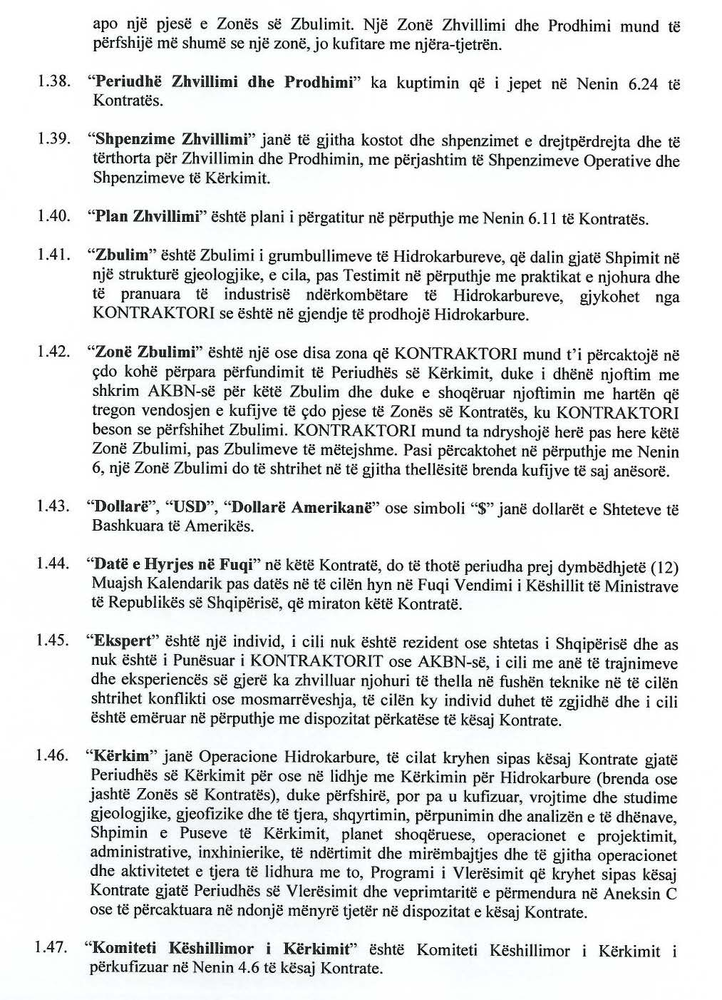 apo një pjesë e Zonës së Zbulimit. Një Zonë Zhvillimi dhe Prodhimi mund të
përfshijë më shumë se një zonë, jo kufitare me njëra-tjetrën.
1.38. “Periudhë Zhvillimi dhe Prodhimi” ka kuptimin që i jepet në Nenin 6.24 të
Kontratës.
1.39. “Shpenzime Zhvillimi” janë të gjitha kostot dhe shpenzimet e drejtpërdrejta dhe të
tërthorta për Zhvillimin dhe Prodhimin, me përjashtim të Shpenzimeve Operative dhe
Shpenzimeve të Kërkimit.
1.40. “Plan Zhvillimi” është plani i përgatitur në përputhje me Nenin 6.11 të Kontratës.
1.41. “Zbulim” është Zbulimi i grumbullimeve të Hidrokarbureve, që dalin gjatë Shpimit në
një strukturë gjeologjike, e cila, pas Testimit në përputhje me praktikat e njohura dhe
të pranuara të industrisë ndërkombëtare të Hidrokarbureve, gjykohet nga
KONTRAKTORI se është në gjendje të prodhojë Hidrokarbure.
1.42. “Zonë Zbulimi” është një ose disa zona që KONTRAKTORI mund t’i përcaktojë në
çdo kohë përpara përfundimit të Periudhës së Kërkimit, duke i dhënë njoftim me
shkrim AKBN-së për këtë Zbulim dhe duke e shoqëruar njoftimin me hartën që
tregon vendosjen e kufijve të çdo pjese të Zonës së Kontratës, ku KONTRAKTORI
beson se përfshihet Zbulimi. KONTRAKTORI mund ta ndryshojë herë pas here këtë
Zonë Zbulimi, pas Zbulimeve të mëtejshme. Pasi përcaktohet në përputhje me Nenin
6, një Zonë Zbulimi do të shtrihet në të gjitha thellësitë brenda kufijve të saj anësorë.
1.43. “Dollarë”, “USD”, “Dollarë Amerikanë” ose simboli “$” janë dollarët e Shteteve të
Bashkuara të Amerikës.
1.44. “Datë e Hyrjes në Fuqi” në këtë Kontratë, do të thotë periudha prej dymbëdhjetë (12)
Muajsh Kalendarik pas datës në të cilën hyn në Fuqi Vendimi i Këshillit të Ministrave
të Republikës së Shqipërisë, që miraton këtë Kontratë.
1.45. “Ekspert” është një individ, i cili nuk është rezident ose shtetas i Shqipërisë dhe as
nuk është i Punësuar i KONTRAKTORIT ose AKBN-së, i cili me anë të trajnimeve
dhe eksperiencës së gjerë ka zhvilluar njohuri të thella në fushën teknike në të cilën
shtrihet konflikti ose mosmarrëveshja, të cilën ky individ duhet të zgjidhë dhe i cili
është emëruar në përputhje me dispozitat përkatëse të kësaj Kontrate.
1.46. “Kërkim” janë Operacione Hidrokarbure, të cilat kryhen sipas kësaj Kontrate gjatë
Periudhës së Kërkimit për ose në lidhje me Kërkimin për Hidrokarbure (brenda ose
jashtë Zonës së Kontratës), duke përfshirë, por pa u kufizuar, vrojtime dhe studime
gjeologjike, gjeofizike dhe të tjera, shqyrtimin, përpunimin dhe analizën e të dhënave,
Shpimin e Puseve të Kërkimit, planet shoqëruese, operacionet e projektimit,
administrative, inxhinierike, të ndërtimit dhe mirëmbajtjes dhe të gjitha operacionet
dhe aktivitetet e tjera të lidhura me to, Programi i Vlerësimit që kryhet sipas kësaj
Kontrate gjatë Periudhës së Vlerësimit dhe veprimtaritë e përmendura në Aneksin C
ose të përcaktuara në ndonjë mënyrë tjetër në dispozitat e kësaj Kontrate.
1.47. “Komiteti Këshillimor i Kërkimit” është Komiteti Këshillimor i Kërkimit i
përkufizuar në Nenin 4.6 të kësaj Kontrate.